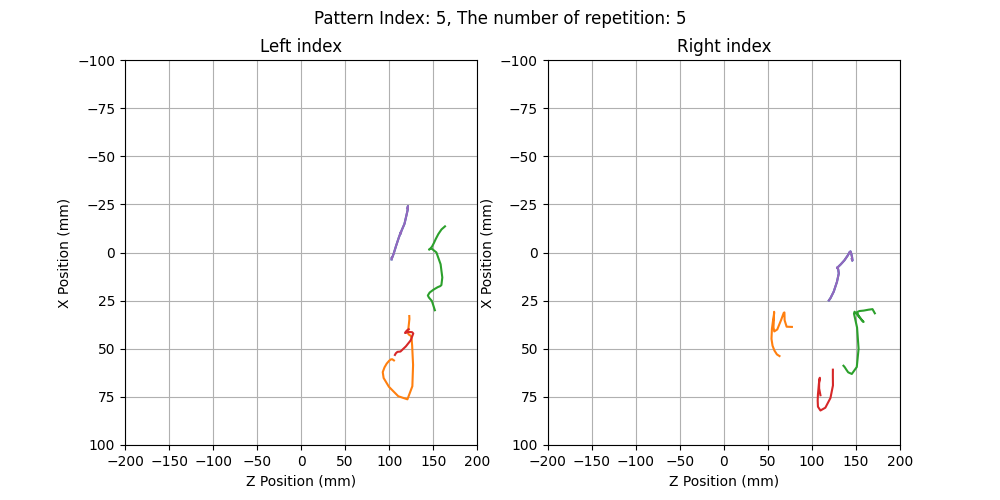 Pattern Index: 5, The number of repetition: 5
Left index
Right index
−100
−75
−50
−25
0
25
50
75
100
−200 −150 −100 −50 0 50 100 150 200
X Position (mm)
Z Position (mm)
−100
−75
−50
−25
0
25
50
75
100
−200 −150 −100 −50 0 50 100 150 200
X Position (mm)
Z Position (mm)